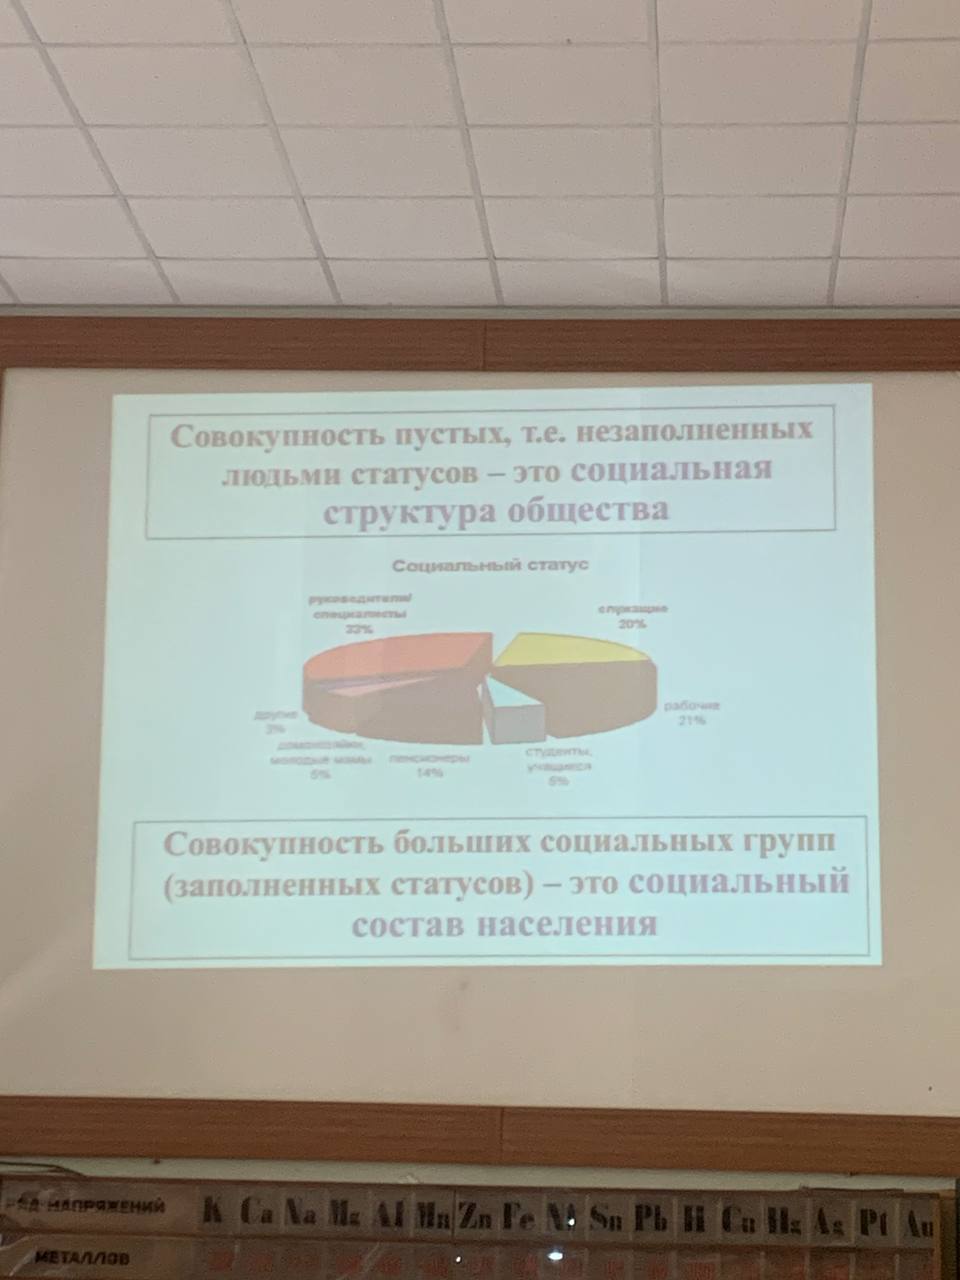 Совокупность пустых, т.е. незаполненных
людьми статусов – это социальная
структура общества
Социальный статус
руководители/
специалисты
33%
служащие
20%
рабочие
21%
другие
3%
домохозяйки,
молодые мамы
5%
пенсионеры
14%
студенты,
учащиеся
5%
Совокупность больших социальных групп
(заполненных статусов) – это социальный
состав населения
РЯД НАПРЯЖЕНИЙ
K Ca Na Mg Al Mn Zn Fe Ni Sn Pb H Cu Hg Ag Pt Au
МЕТАЛЛОВ